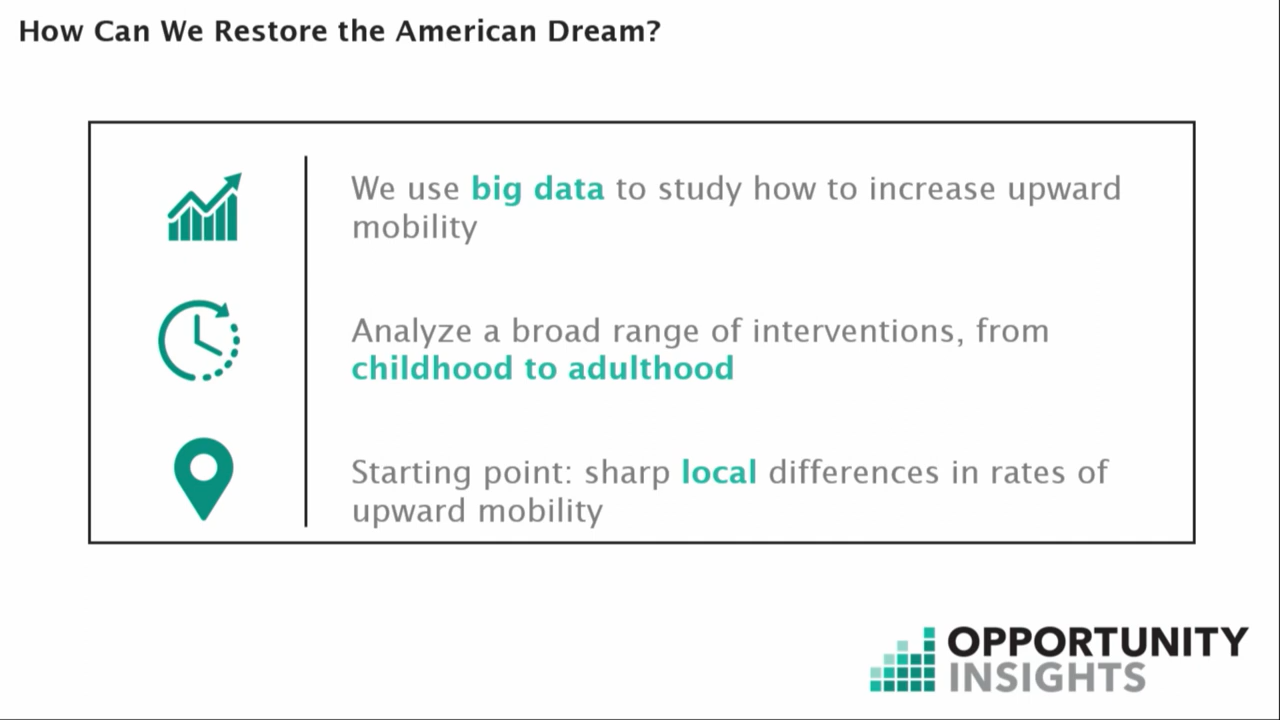 How Can We Restore the American Dream?
We use big data to study how to increase upward
mobility
Analyze a broad range of interventions, from
childhood to adulthood
Starting point: sharp local differences in rates of
upward mobility
OPPORTUNITY
INSIGHTS